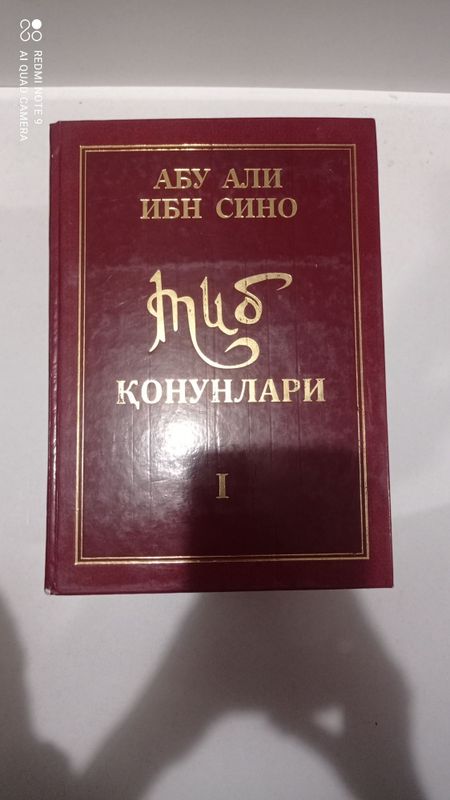 АБУ АЛИ
ИБН СИНО
тиб
ҚОНУНЛАРИ
I
REDMI NOTE 9
AI QUAD CAMERA